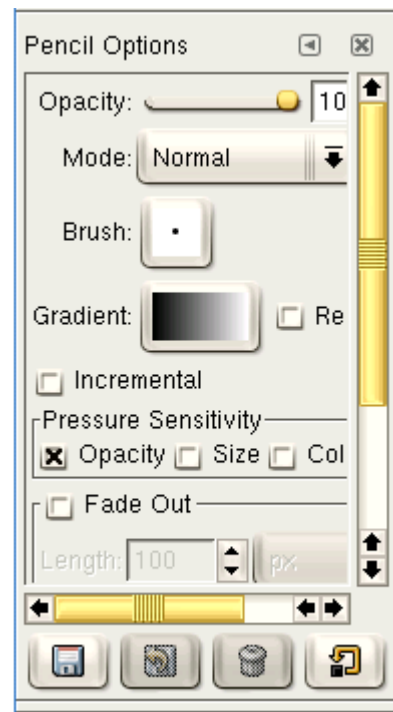 Pencil Options
Opacity: 10
Mode: Normal
Brush:
Gradient: Re
Incremental
Pressure Sensitivity
Opacity Size Col
Fade Out
Length: 100 px